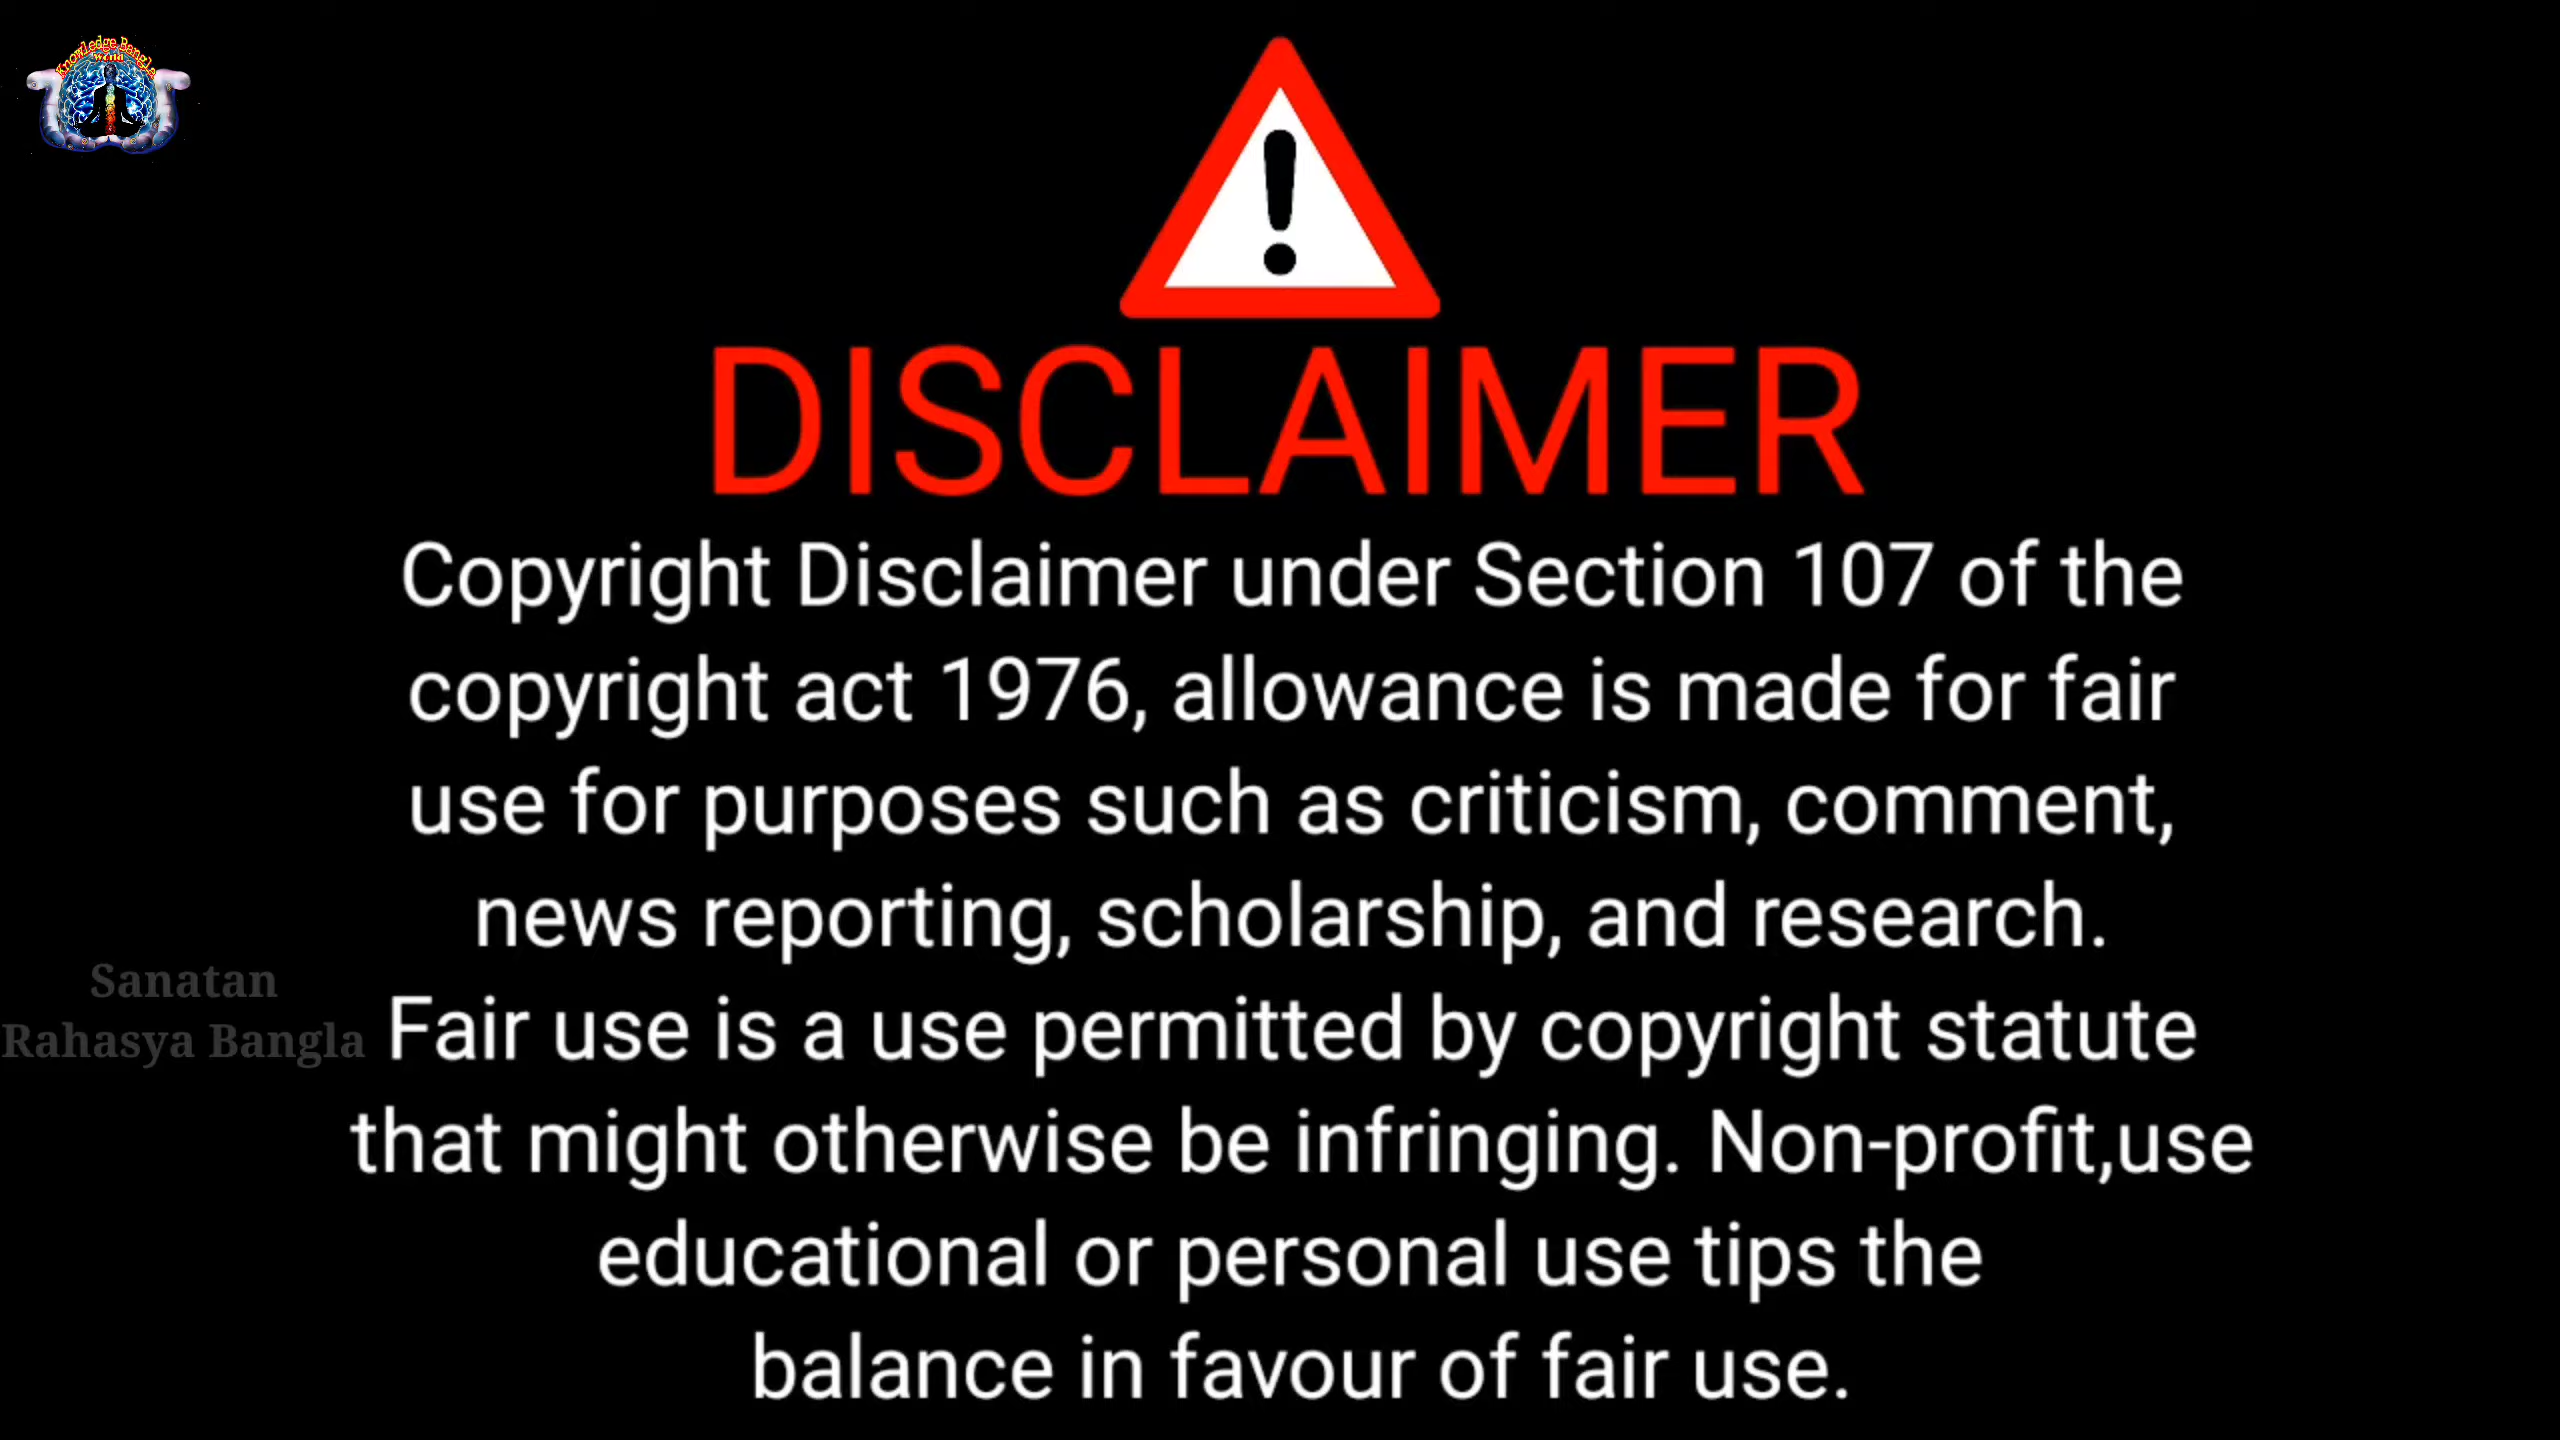 Knowledge Bangla
World
DISCLAIMER
Copyright Disclaimer under Section 107 of the
copyright act 1976, allowance is made for fair
use for purposes such as criticism, comment,
news reporting, scholarship, and research.
Sanatan
Rahasya Bangla
Fair use is a use permitted by copyright statute
that might otherwise be infringing. Non-profit,use
educational or personal use tips the
balance in favour of fair use.